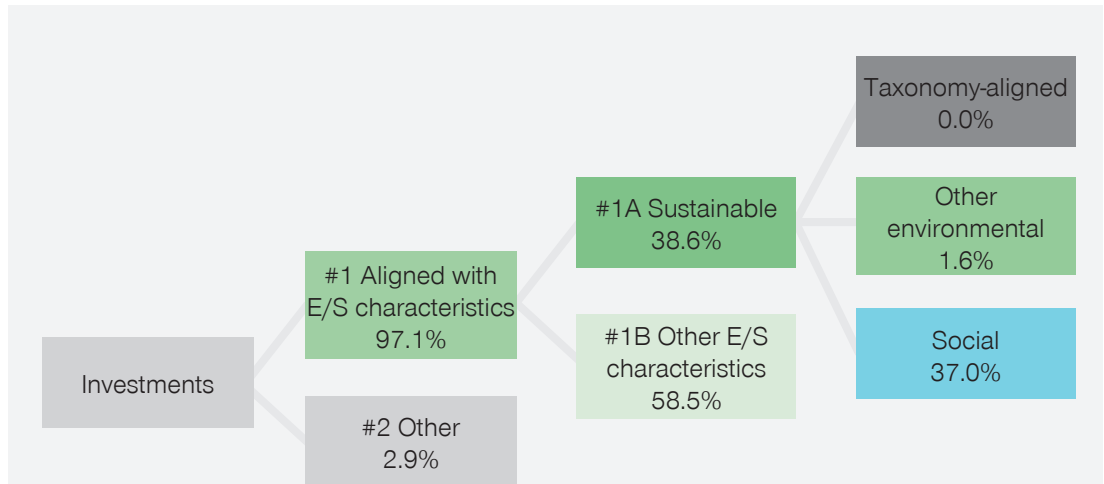 Investments
#1 Aligned with
E/S characteristics
97.1%
#2 Other
2.9%
#1A Sustainable
38.6%
#1B Other E/S
characteristics
58.5%
Taxonomy-aligned
0.0%
Other
environmental
1.6%
Social
37.0%